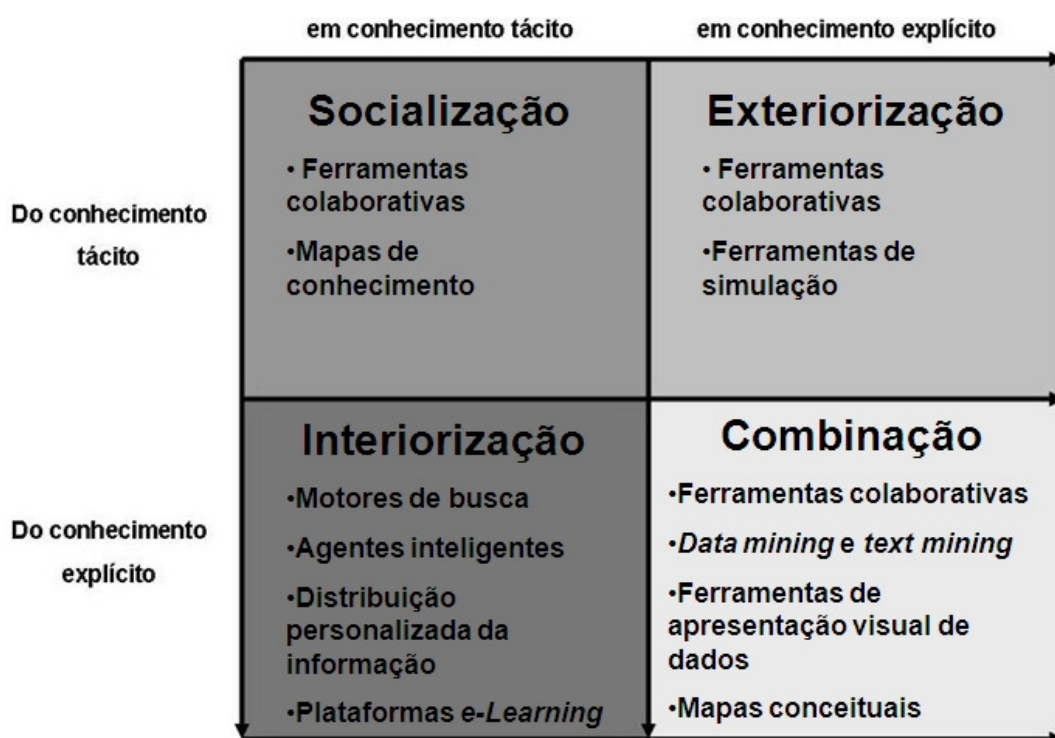 em conhecimento tácito
em conhecimento explícito
Do conhecimento
tácito
Socialização
• Ferramentas
colaborativas
•Mapas de
conhecimento
Exteriorização
• Ferramentas
colaborativas
•Ferramentas de
simulação
Do conhecimento
explícito
Interiorização
•Motores de busca
•Agentes inteligentes
•Distribuição
personalizada da
informação
•Plataformas e-Learning
Combinação
•Ferramentas colaborativas
•Data mining e text mining
•Ferramentas de
apresentação visual de
dados
•Mapas conceituais